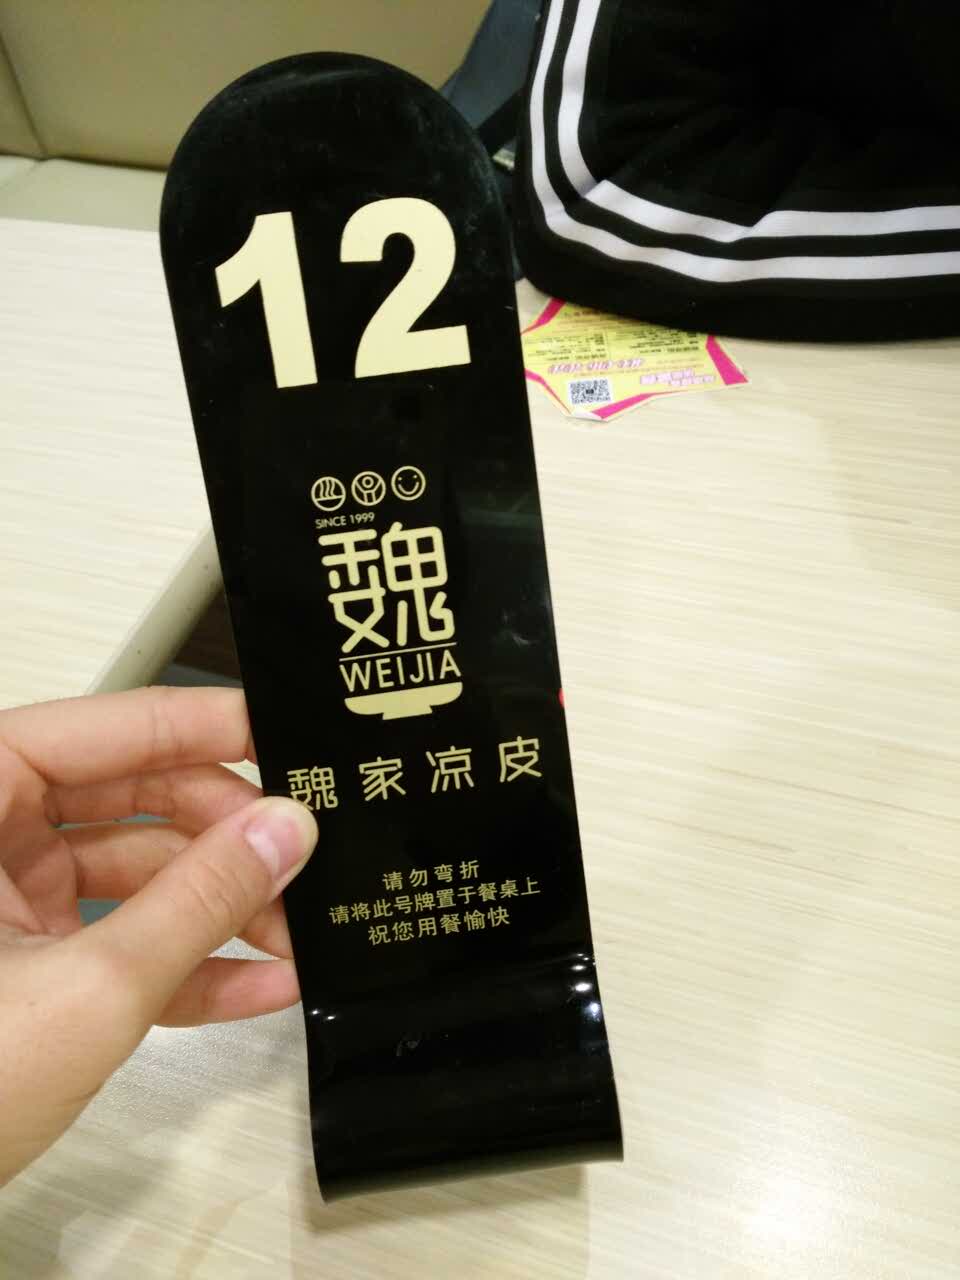 12
SINCE 1999
魏
WEIJIA
魏家凉皮
请勿弯折
请将此号牌置于餐桌上
祝您用餐愉快